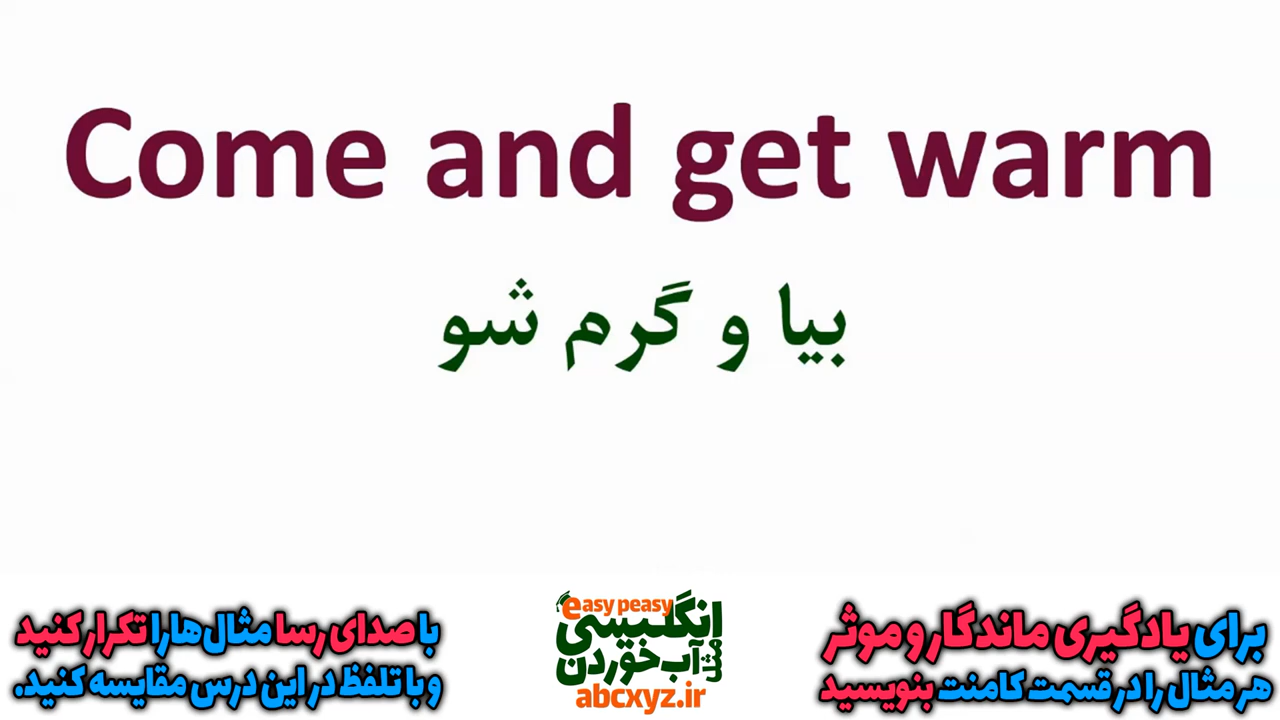 Come and get warm
بیا و گرم شو
برای یادگیری ماندگار و موثر
هر مثال را در قسمت کامنت بنویسید
easy peasy
انگلیسی
مثل
آب خوردن
abcxyz.ir
با صدای رسا مثال‌ها را تکرار کنید
و با تلفظ در این درس مقایسه کنید.